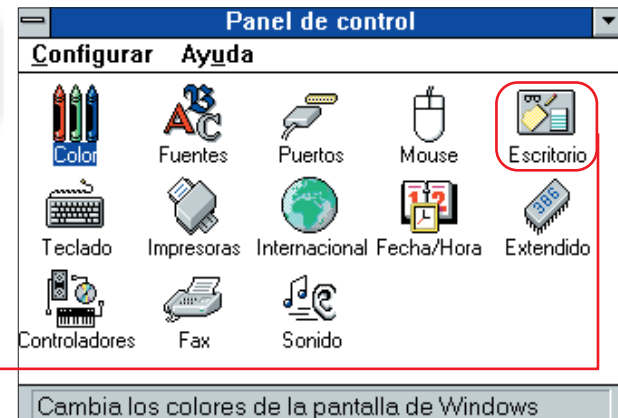 Panel de control
Configurar Ayuda
Color Fuentes Puertos Mouse Escritorio
Teclado Impresoras Internacional Fecha/Hora Extendido
Controladores Fax Sonido
Cambia los colores de la pantalla de Windows